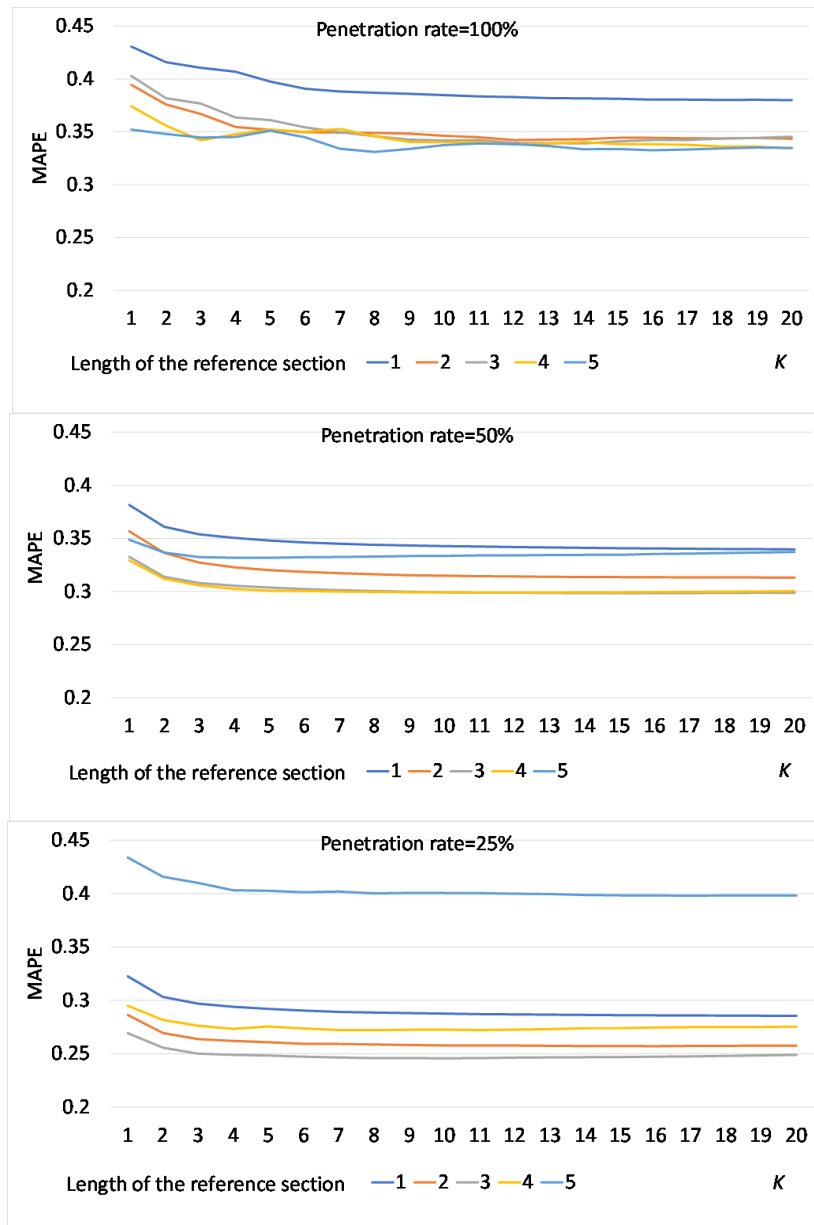 Penetration rate=100%
0.45
0.4
0.35
0.3
0.25
0.2
MAPE
1 2 3 4 5 6 7 8 9 10 11 12 13 14 15 16 17 18 19 20
Length of the reference section 1 2 3 4 5 K
Penetration rate=50%
0.45
0.4
0.35
0.3
0.25
0.2
MAPE
1 2 3 4 5 6 7 8 9 10 11 12 13 14 15 16 17 18 19 20
Length of the reference section 1 2 3 4 5 K
Penetration rate=25%
0.45
0.4
0.35
0.3
0.25
0.2
MAPE
1 2 3 4 5 6 7 8 9 10 11 12 13 14 15 16 17 18 19 20
Length of the reference section 1 2 3 4 5 K